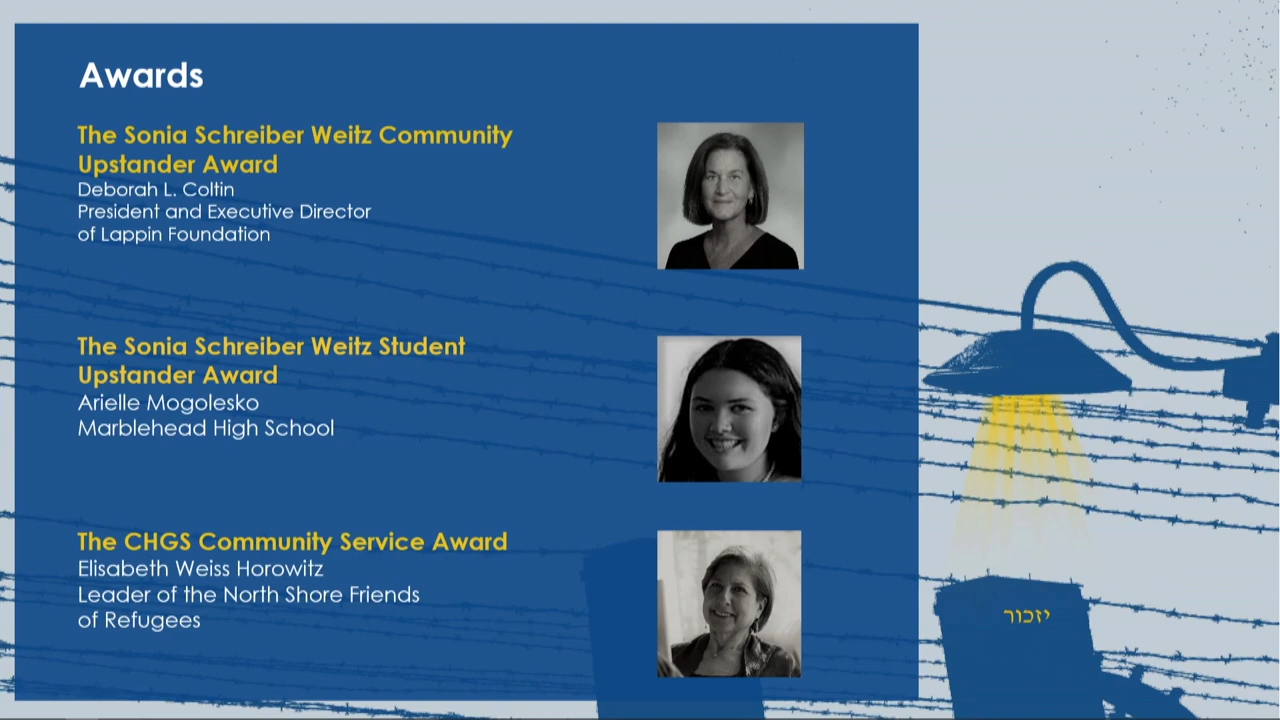 Awards
The Sonia Schreiber Weitz Community
Upstander Award
Deborah L. Coltin
President and Executive Director
of Lappin Foundation
The Sonia Schreiber Weitz Student
Upstander Award
Arielle Mogolesko
Marblehead High School
The CHGS Community Service Award
Elisabeth Weiss Horowitz
Leader of the North Shore Friends
of Refugees
יזכור